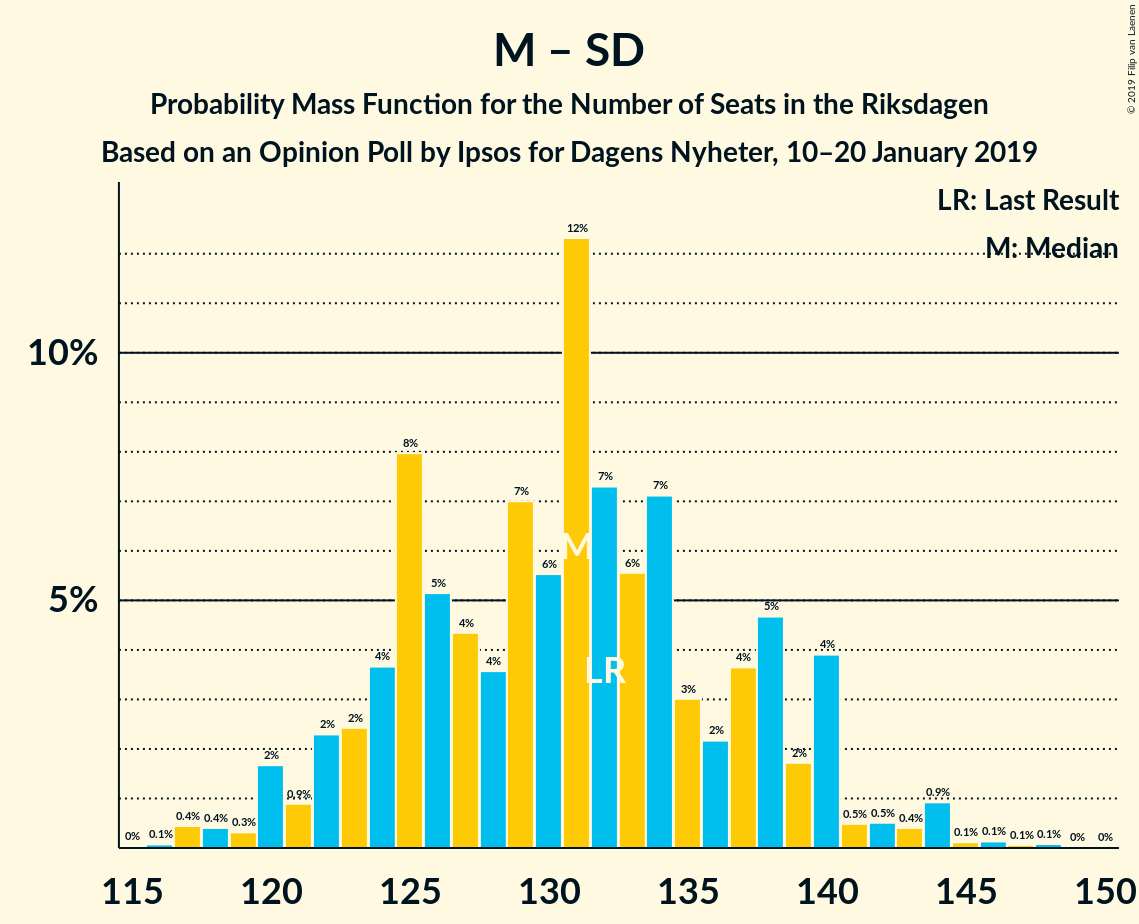 M – SD
Probability Mass Function for the Number of Seats in the Riksdagen
Based on an Opinion Poll by Ipsos for Dagens Nyheter, 10–20 January 2019
© 2019 Filip van Laenen
LR: Last Result
M: Median
10%
5%
0% 0.1% 0.4% 0.4% 0.3% 2% 0.9% 2% 2% 4% 8% 5% 4% 4% 7% 6% 12% 7% 6% 7% 3% 2% 4% 5% 2% 4% 0.5% 0.5% 0.4% 0.9% 0.1% 0.1% 0.1% 0.1% 0% 0%
M
LR
115 120 125 130 135 140 145 150